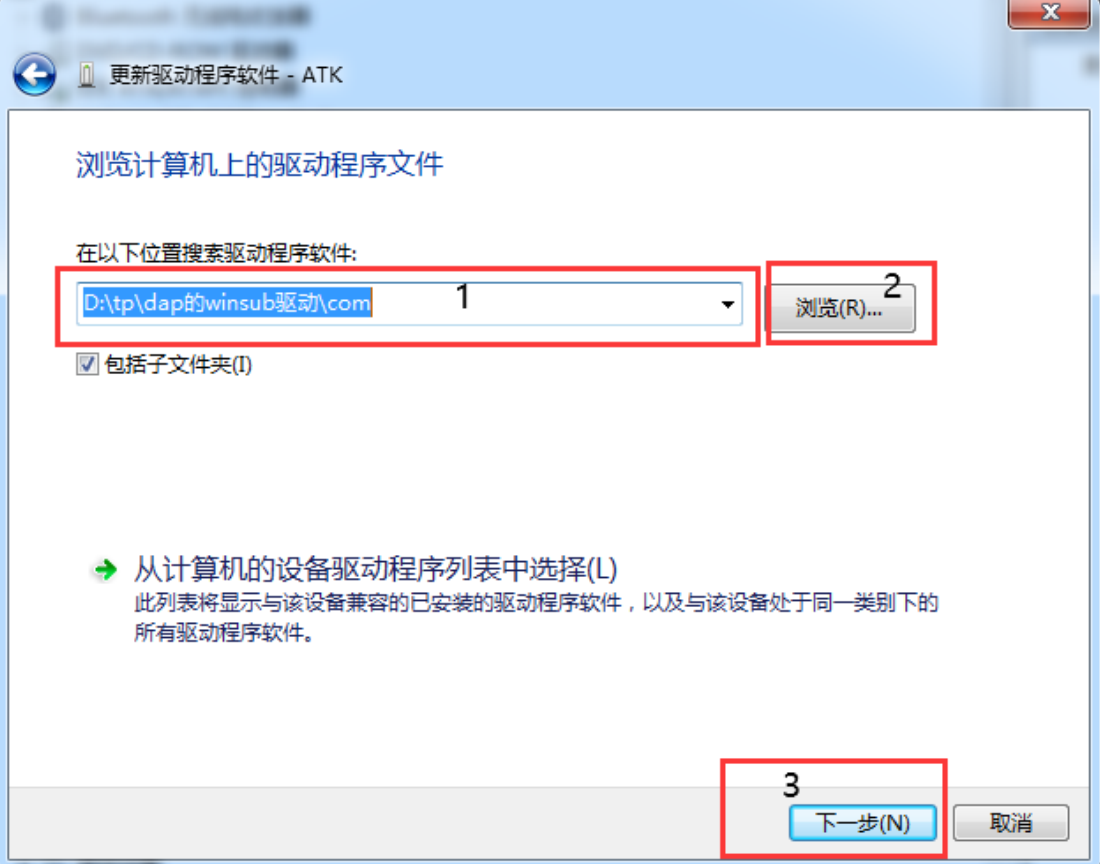 更新驱动程序软件 - ATK
浏览计算机上的驱动程序文件
在以下位置搜索驱动程序软件:
D:\tp\dap的winsub驱动\com
1
浏览(R)...
2
包括子文件夹(I)
从计算机的设备驱动程序列表中选择(L)
此列表将显示与该设备兼容的已安装的驱动程序软件，以及与该设备处于同一类别下的
所有驱动程序软件。
3
下一步(N)
取消